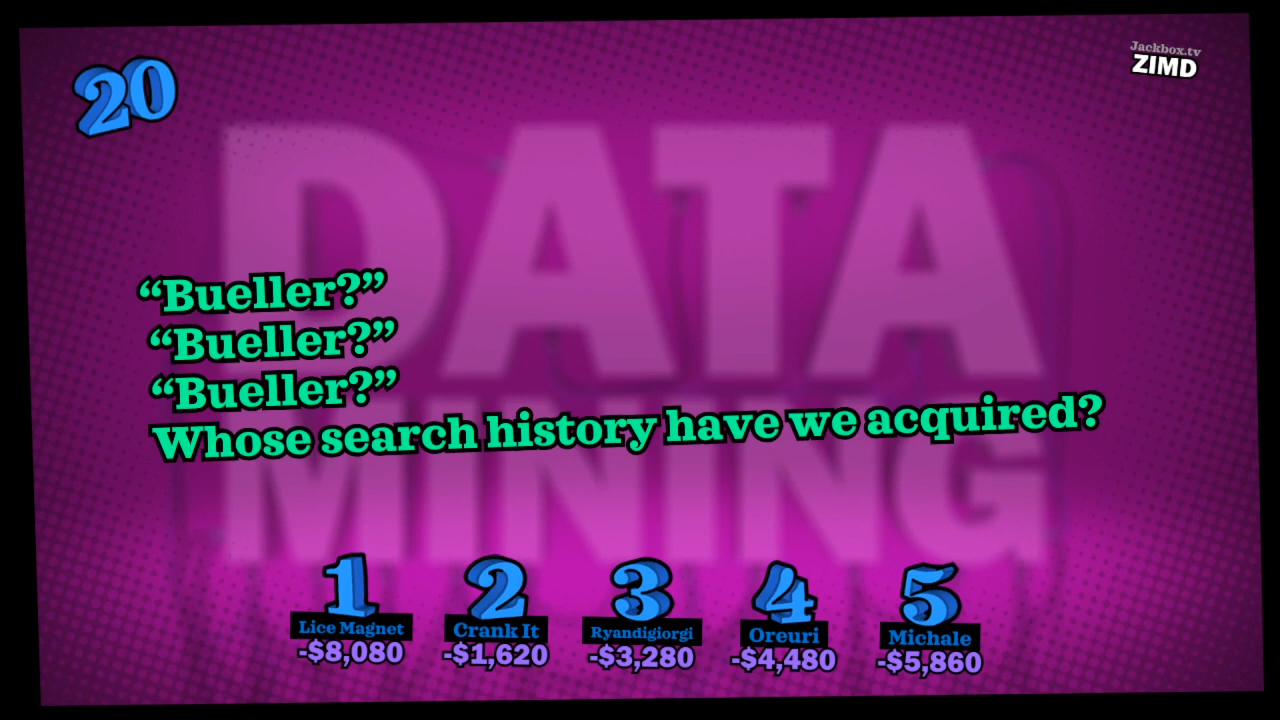 20
Jackbox.tv
ZIMD
DATA
MINING
“Bueller?”
“Bueller?”
“Bueller?”
Whose search history have we acquired?
1 2 3 4 5
Lice Magnet Crank It Ryandigiorgi Oreuri Michale
-$8,080 -$1,620 -$3,280 -$4,480 -$5,860